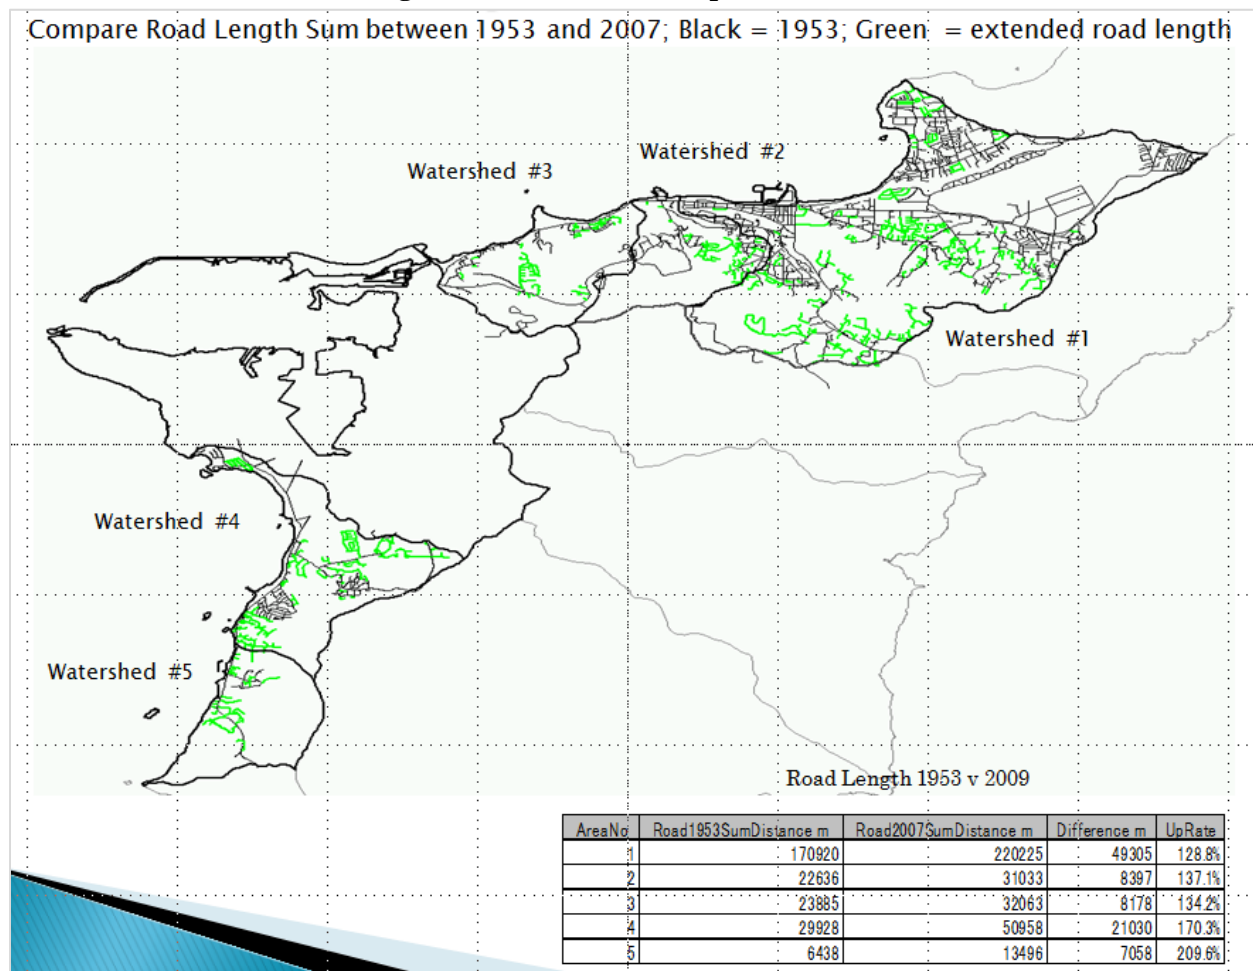 Compare Road Length Sum between 1953 and 2007; Black = 1953; Green = extended road length
Watershed #2
Watershed #3
Watershed #1
Watershed #4
Watershed #5
Road Length 1953 v 2009
AreaNo Road1953SumDistance m Road2007SumDistance m Difference m UpRate
1 170920 220225 49305 128.8%
2 22636 31033 8397 137.1%
3 23885 32063 8178 134.2%
4 29928 50958 21030 170.3%
5 6438 13496 7058 209.6%